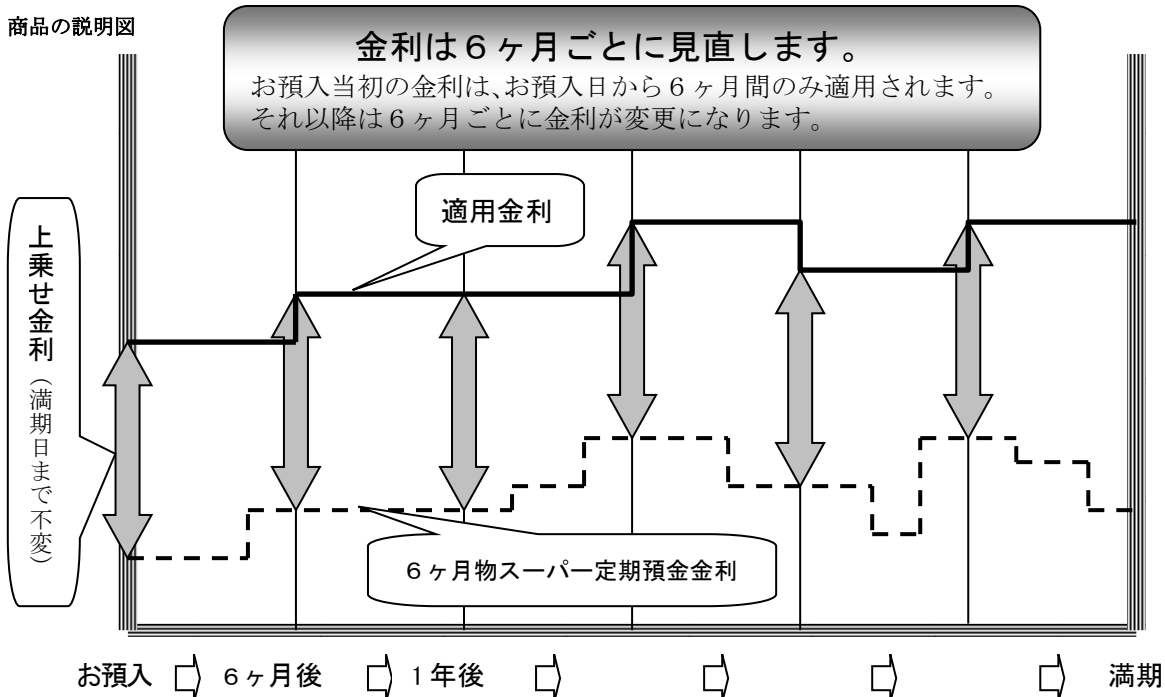 商品の説明図
金利は６ヶ月ごとに見直します。
お預入当初の金利は、お預入日から６ヶ月間のみ適用されます。
それ以降は６ヶ月ごとに金利が変更になります。
適用金利
上乗せ金利（満期日まで不変）
６ヶ月物スーパー定期預金金利
お預入 ⇨ ６ヶ月後 ⇨ １年後 ⇨ ⇨ ⇨ ⇨ 満期